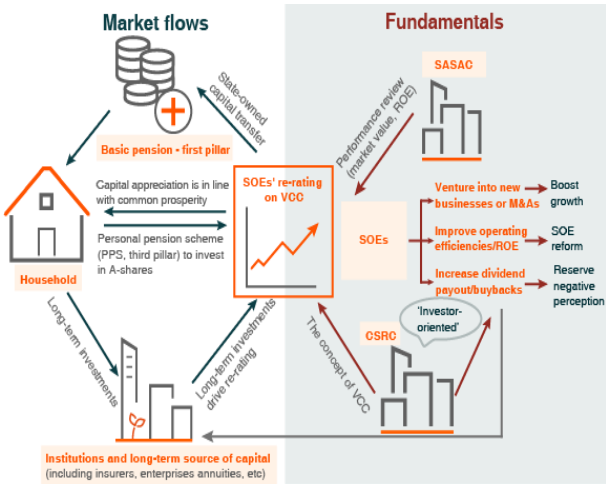 Market flows
Fundamentals
State-owned
capital transfer
Basic pension - first pillar
SASAC
Performance review
(market value, ROE)
Capital appreciation is in line
with common prosperity
SOEs' re-rating
on VCC
Personal pension scheme
(PPS, third pillar) to invest
in A-shares
Household
SOEs
Venture into new
businesses or M&As
Boost
growth
Improve operating
efficiencies/ROE
SOE
reform
Increase dividend
payout/buybacks
Reserve
negative
perception
'Investor-
oriented'
CSRC
The concept of
VCC
Long-term investments
Long-term investments
drive re-rating
Institutions and long-term source of capital
(including insurers, enterprises annuities, etc)